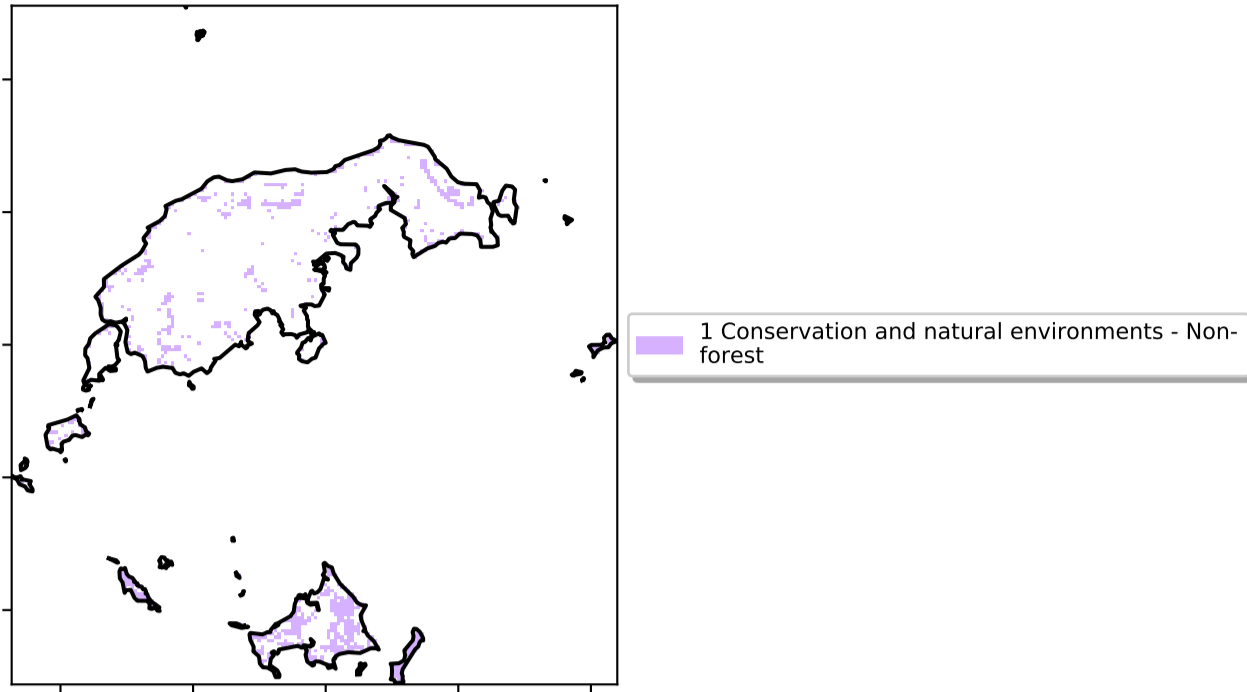 1 Conservation and natural environments - Non-
forest